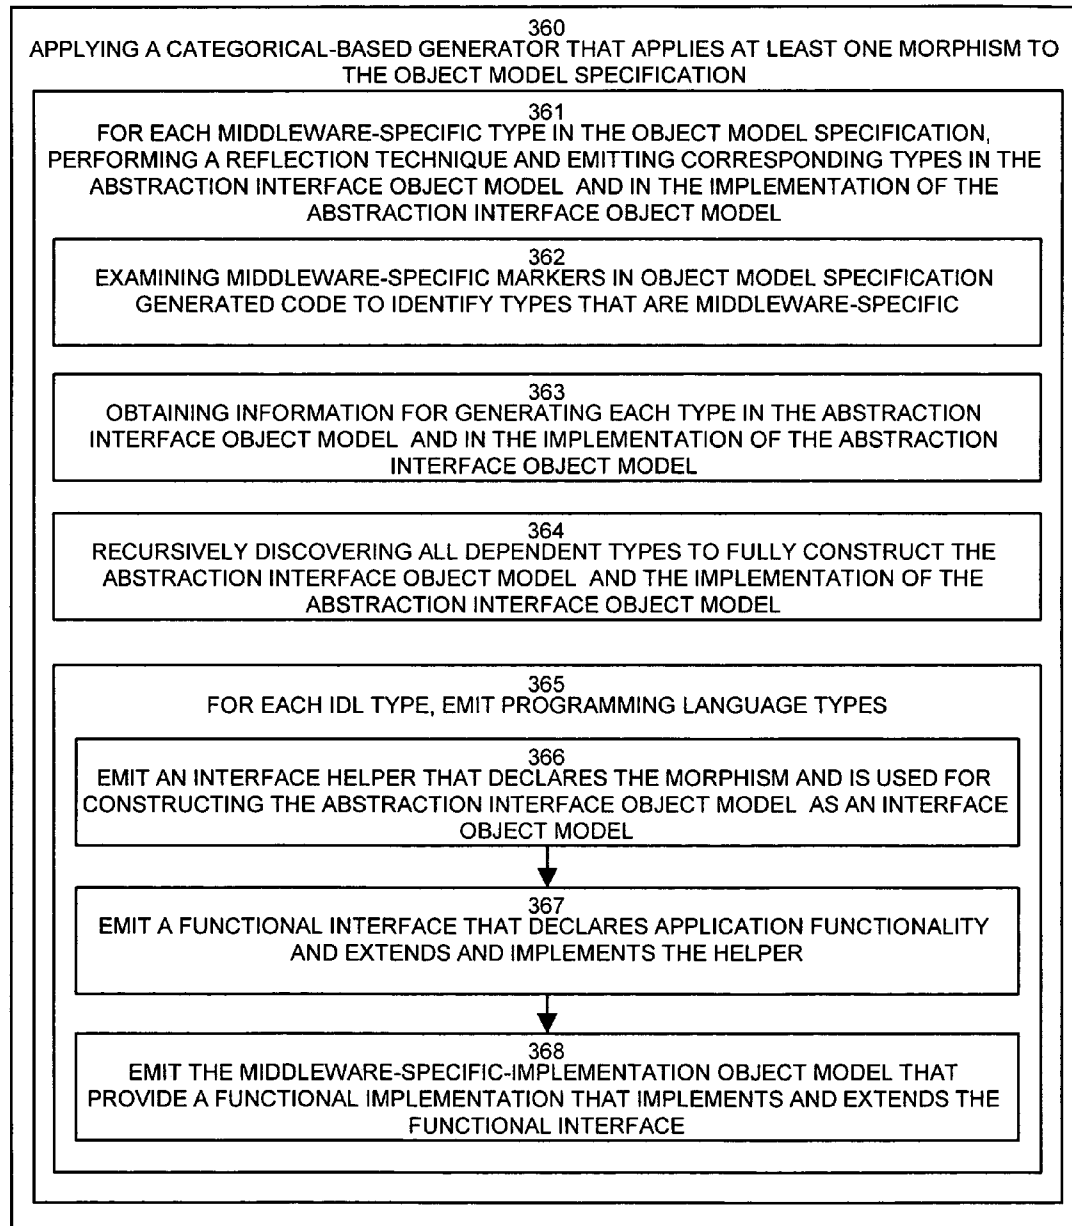 360
APPLYING A CATEGORICAL-BASED GENERATOR THAT APPLIES AT LEAST ONE MORPHISM TO
THE OBJECT MODEL SPECIFICATION
361
FOR EACH MIDDLEWARE-SPECIFIC TYPE IN THE OBJECT MODEL SPECIFICATION,
PERFORMING A REFLECTION TECHNIQUE AND EMITTING CORRESPONDING TYPES IN THE
ABSTRACTION INTERFACE OBJECT MODEL AND IN THE IMPLEMENTATION OF THE
ABSTRACTION INTERFACE OBJECT MODEL
362
EXAMINING MIDDLEWARE-SPECIFIC MARKERS IN OBJECT MODEL SPECIFICATION
GENERATED CODE TO IDENTIFY TYPES THAT ARE MIDDLEWARE-SPECIFIC
363
OBTAINING INFORMATION FOR GENERATING EACH TYPE IN THE ABSTRACTION
INTERFACE OBJECT MODEL AND IN THE IMPLEMENTATION OF THE ABSTRACTION
INTERFACE OBJECT MODEL
364
RECURSIVELY DISCOVERING ALL DEPENDENT TYPES TO FULLY CONSTRUCT THE
ABSTRACTION INTERFACE OBJECT MODEL AND THE IMPLEMENTATION OF THE
ABSTRACTION INTERFACE OBJECT MODEL
365
FOR EACH IDL TYPE, EMIT PROGRAMMING LANGUAGE TYPES
366
EMIT AN INTERFACE HELPER THAT DECLARES THE MORPHISM AND IS USED FOR
CONSTRUCTING THE ABSTRACTION INTERFACE OBJECT MODEL AS AN INTERFACE
OBJECT MODEL
367
EMIT A FUNCTIONAL INTERFACE THAT DECLARES APPLICATION FUNCTIONALITY
AND EXTENDS AND IMPLEMENTS THE HELPER
368
EMIT THE MIDDLEWARE-SPECIFIC-IMPLEMENTATION OBJECT MODEL THAT
PROVIDE A FUNCTIONAL IMPLEMENTATION THAT IMPLEMENTS AND EXTENDS THE
FUNCTIONAL INTERFACE